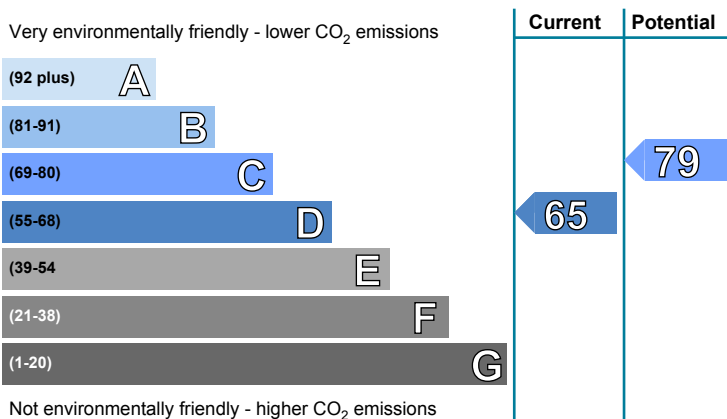 Current Potential
Very environmentally friendly - lower CO2 emissions
(92 plus) A
(81-91) B
(69-80) C 79
(55-68) D 65
(39-54 E
(21-38) F
(1-20) G
Not environmentally friendly - higher CO2 emissions